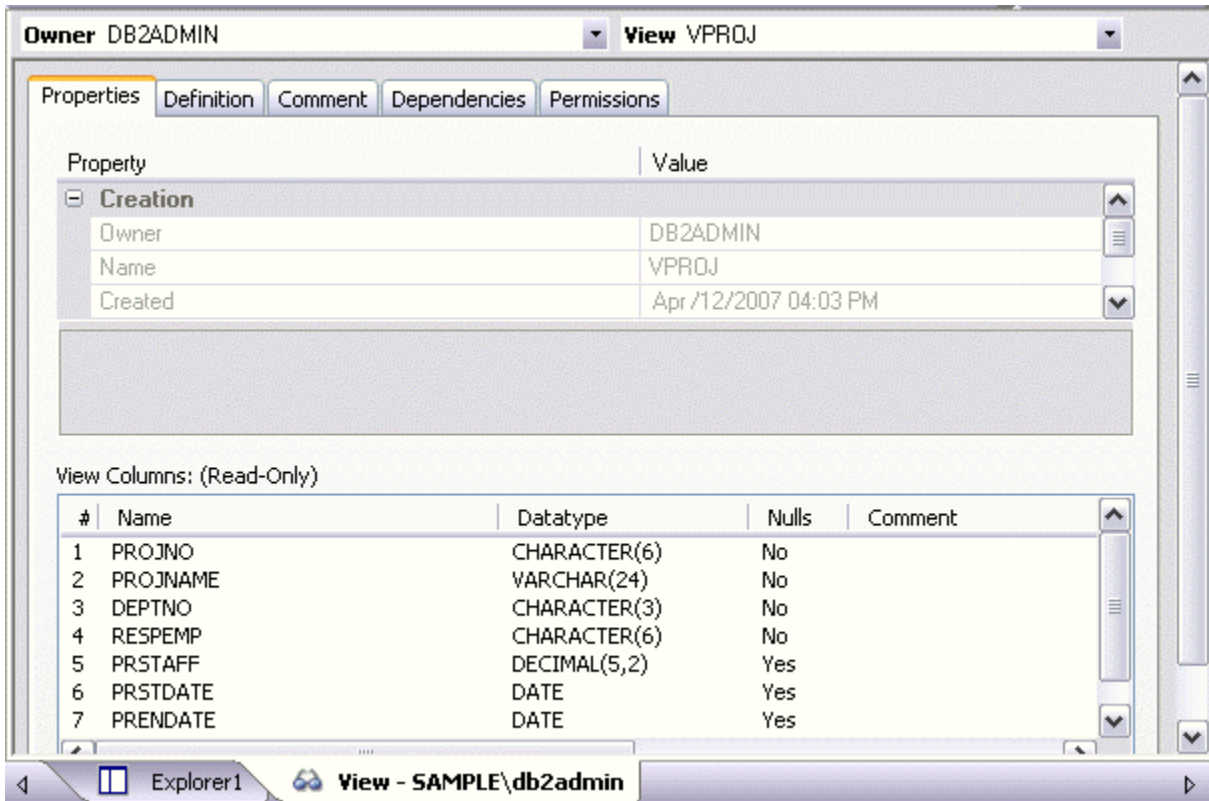 Owner DB2ADMIN View VPROJ
Properties Definition Comment Dependencies Permissions
Property Value
Creation
Owner DB2ADMIN
Name VPROJ
Created Apr /12/2007 04:03 PM
View Columns: (Read-Only)
# Name Datatype Nulls Comment
1 PROJNO CHARACTER(6) No
2 PROJNAME VARCHAR(24) No
3 DEPTNO CHARACTER(3) No
4 RESPEMP CHARACTER(6) No
5 PRSTAFF DECIMAL(5,2) Yes
6 PRSTDATE DATE Yes
7 PRENDATE DATE Yes
Explorer1 View - SAMPLE\db2admin